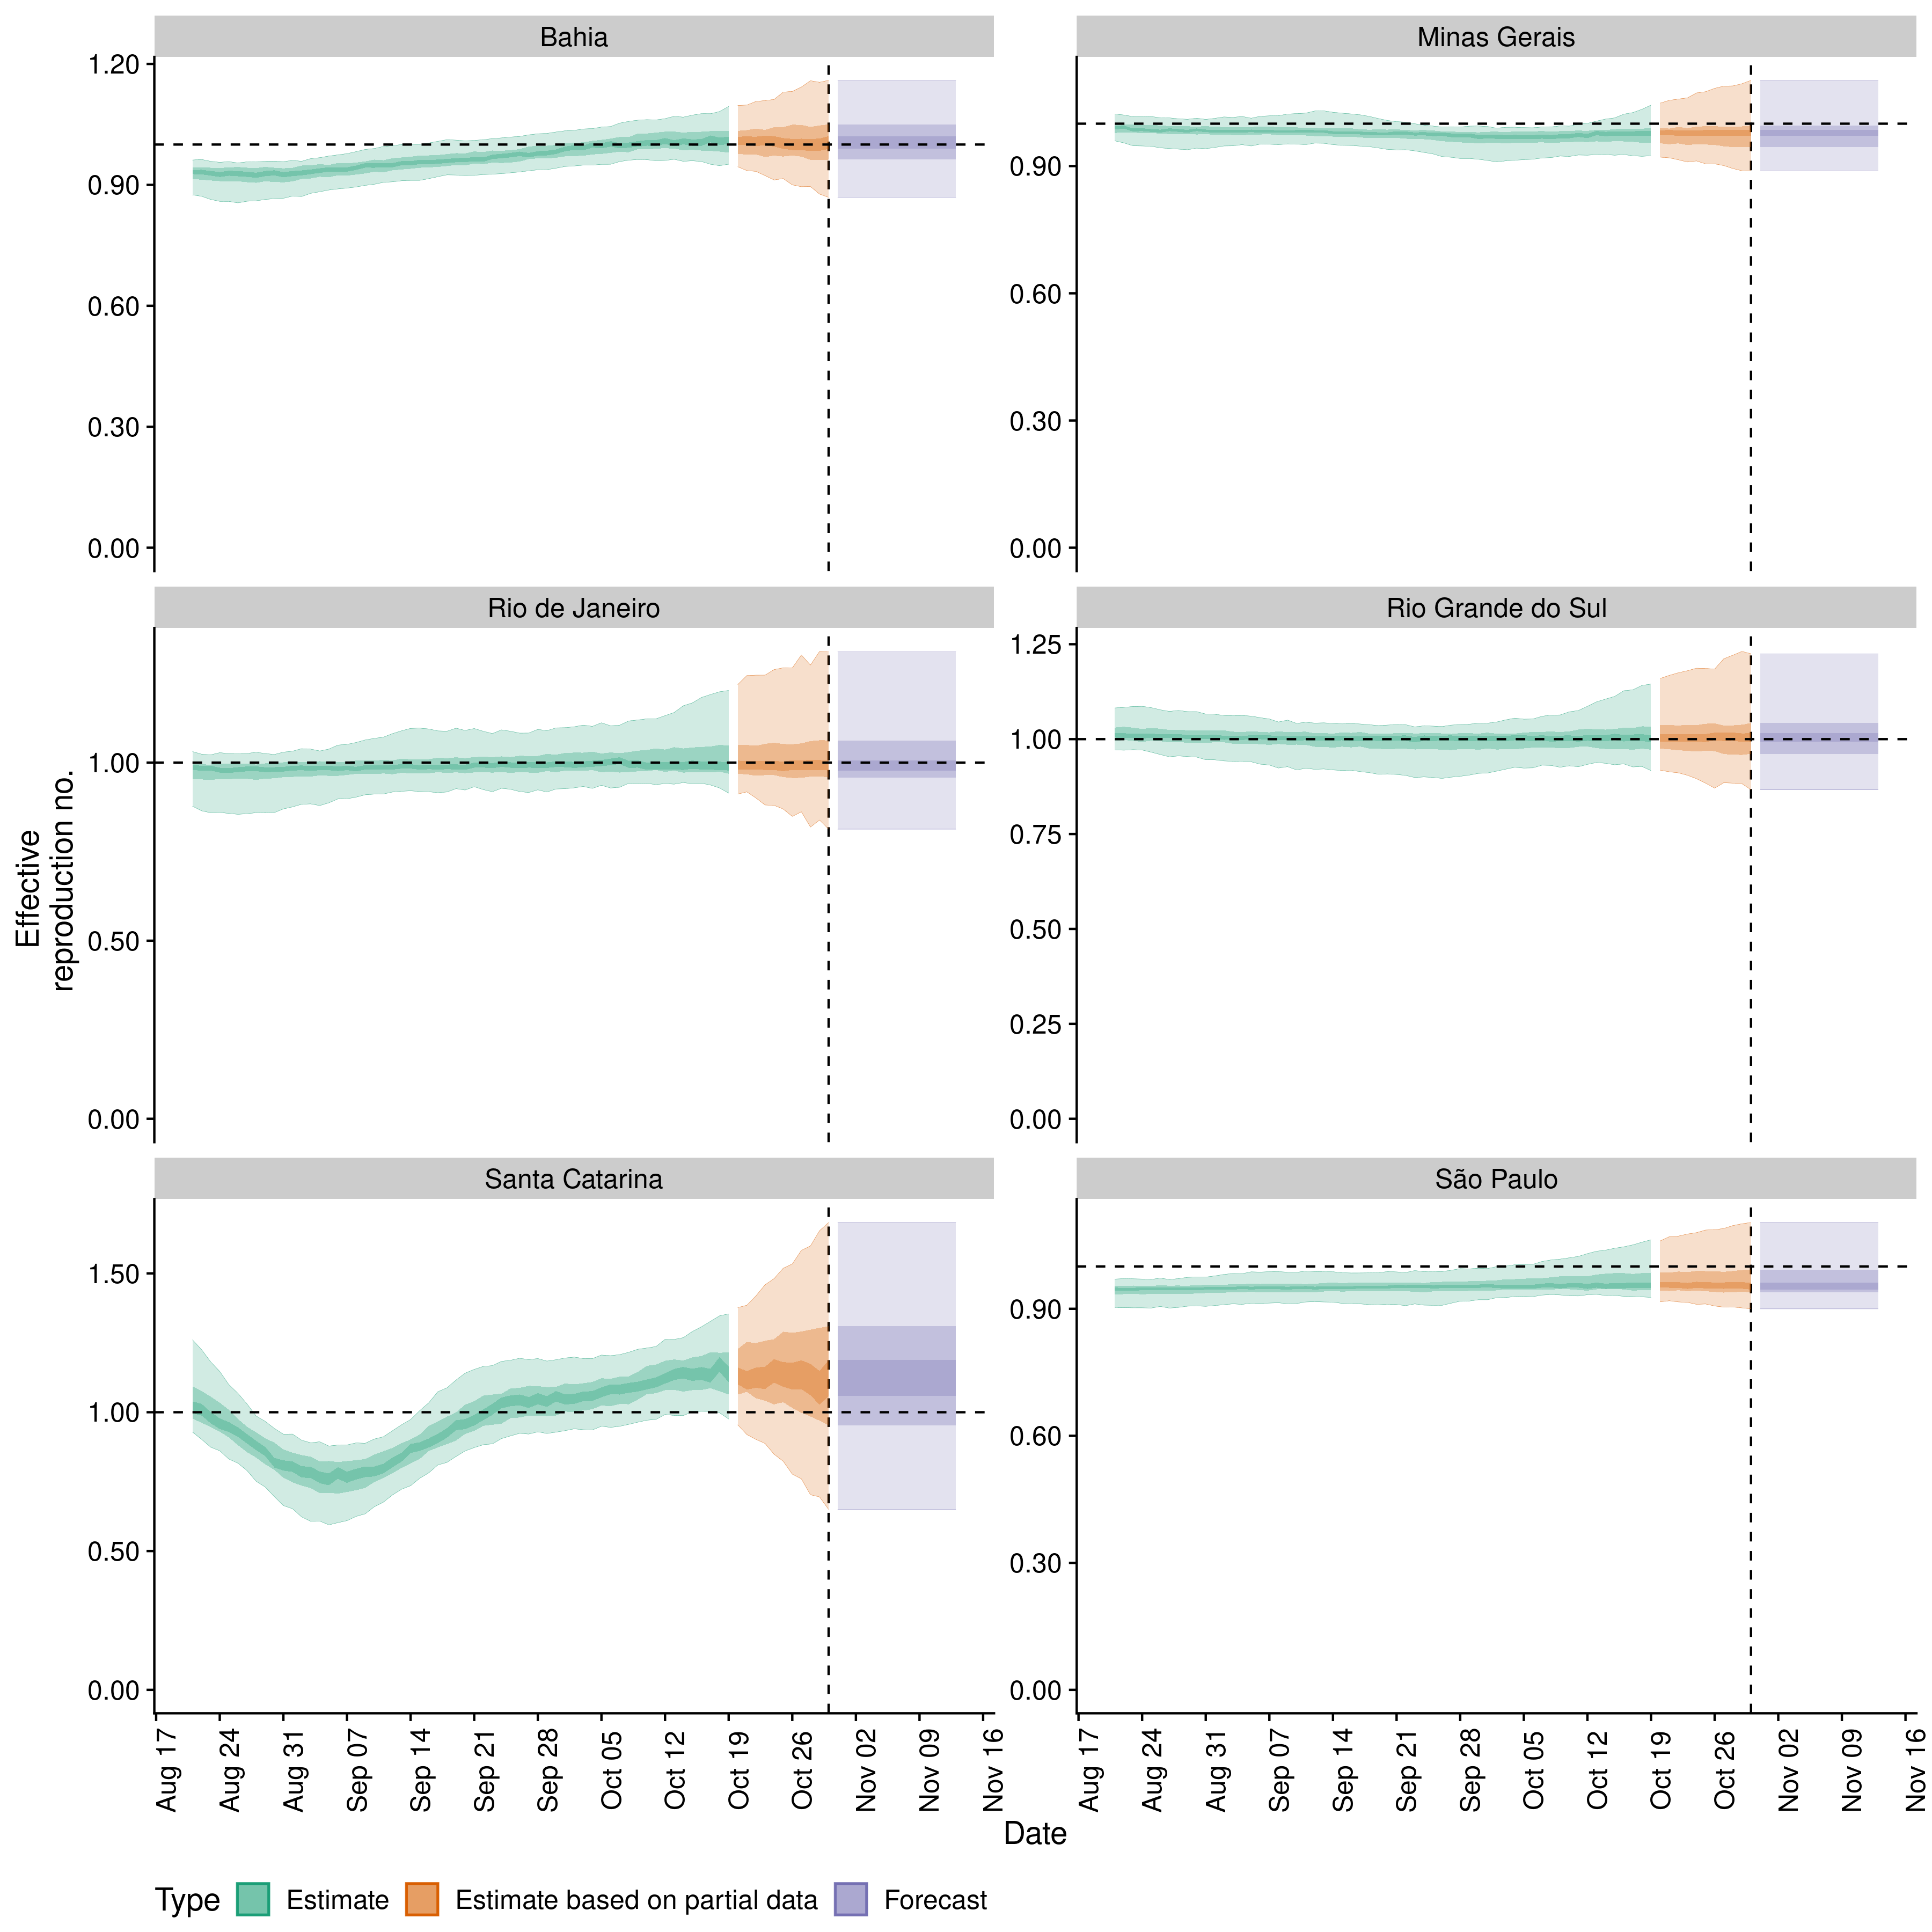 Bahia
Minas Gerais
1.20
0.90
0.60
0.30
0.00
0.90
0.60
0.30
0.00
Rio de Janeiro
Rio Grande do Sul
1.00
0.50
0.00
1.25
1.00
0.75
0.50
0.25
0.00
Effective
reproduction no.
Santa Catarina
São Paulo
1.50
1.00
0.50
0.00
0.90
0.60
0.30
0.00
Aug 17
Aug 24
Aug 31
Sep 07
Sep 14
Sep 21
Sep 28
Oct 05
Oct 12
Oct 19
Oct 26
Nov 02
Nov 09
Nov 16
Aug 17
Aug 24
Aug 31
Sep 07
Sep 14
Sep 21
Sep 28
Oct 05
Oct 12
Oct 19
Oct 26
Nov 02
Nov 09
Nov 16
Date
Type Estimate Estimate based on partial data Forecast